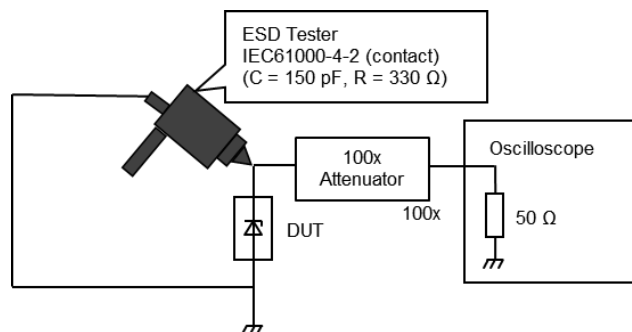 ESD Tester
IEC61000-4-2 (contact)
(C = 150 pF, R = 330 Ω)
100x
Attenuator
100x
Oscilloscope
50 Ω
DUT